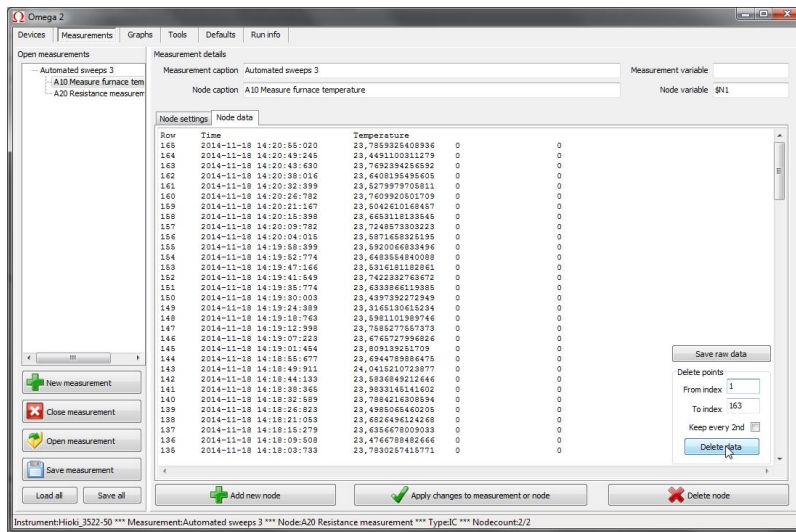 Omega 2
Devices Measurements Graphs Tools Defaults Run info
Open measurements
Automated sweeps 3
A10 Measure furnace tem
A20 Resistance measurem
New measurement
Close measurement
Open measurement
Save measurement
Load all Save all
Measurement details
Measurement caption Automated sweeps 3 Measurement variable
Node caption A10 Measure furnace temperature Node variable $N1
Node settings Node data
Row Time Temperature
165 2014-11-18 14:20:55:020 23,7859325408936 0 0
164 2014-11-18 14:20:49:245 23,4491100311279 0 0
163 2014-11-18 14:20:43:630 23,7692394256592 0 0
162 2014-11-18 14:20:38:016 23,6408195495605 0 0
161 2014-11-18 14:20:32:399 23,5279979705811 0 0
160 2014-11-18 14:20:26:782 23,7609920501709 0 0
159 2014-11-18 14:20:21:167 23,5042610168457 0 0
158 2014-11-18 14:20:15:398 23,6653118133545 0 0
157 2014-11-18 14:20:09:782 23,7248573303223 0 0
156 2014-11-18 14:20:04:015 23,5871658325195 0 0
155 2014-11-18 14:19:58:399 23,5920066833496 0 0
154 2014-11-18 14:19:52:774 23,6483554840088 0 0
153 2014-11-18 14:19:47:166 23,5316181182861 0 0
152 2014-11-18 14:19:41:549 23,7422332763672 0 0
151 2014-11-18 14:19:35:774 23,6333866119385 0 0
150 2014-11-18 14:19:30:003 23,4397392272949 0 0
149 2014-11-18 14:19:24:389 23,3165130615234 0 0
148 2014-11-18 14:19:18:763 23,5981101989746 0 0
147 2014-11-18 14:19:12:998 23,7585277557373 0 0
146 2014-11-18 14:19:07:223 23,6765727996826 0 0
145 2014-11-18 14:19:01:454 23,809139251709 0 0
144 2014-11-18 14:18:55:677 23,6944789886475 0 0
143 2014-11-18 14:18:49:911 24,0415210723877 0 0
142 2014-11-18 14:18:44:133 23,5836849212646 0 0
141 2014-11-18 14:18:38:365 23,9833145141602 0 0
140 2014-11-18 14:18:32:589 23,7884216308594 0 0
139 2014-11-18 14:18:26:823 23,4985065460205 0 0
138 2014-11-18 14:18:21:053 23,6826496124268 0 0
137 2014-11-18 14:18:15:279 23,6356678009033 0 0
136 2014-11-18 14:18:09:508 23,4766788482666 0 0
135 2014-11-18 14:18:03:733 23,7830257415771 0 0
Save raw data
Delete points
From index 1
To index 163
Keep every 2nd
Delete data
Add new node Apply changes to measurement or node Delete node
Instrument:Hioki_3522-50 *** Measurement:Automated sweeps 3 *** Node:A20 Resistance measurement *** Type:IC *** Nodecount:2/2